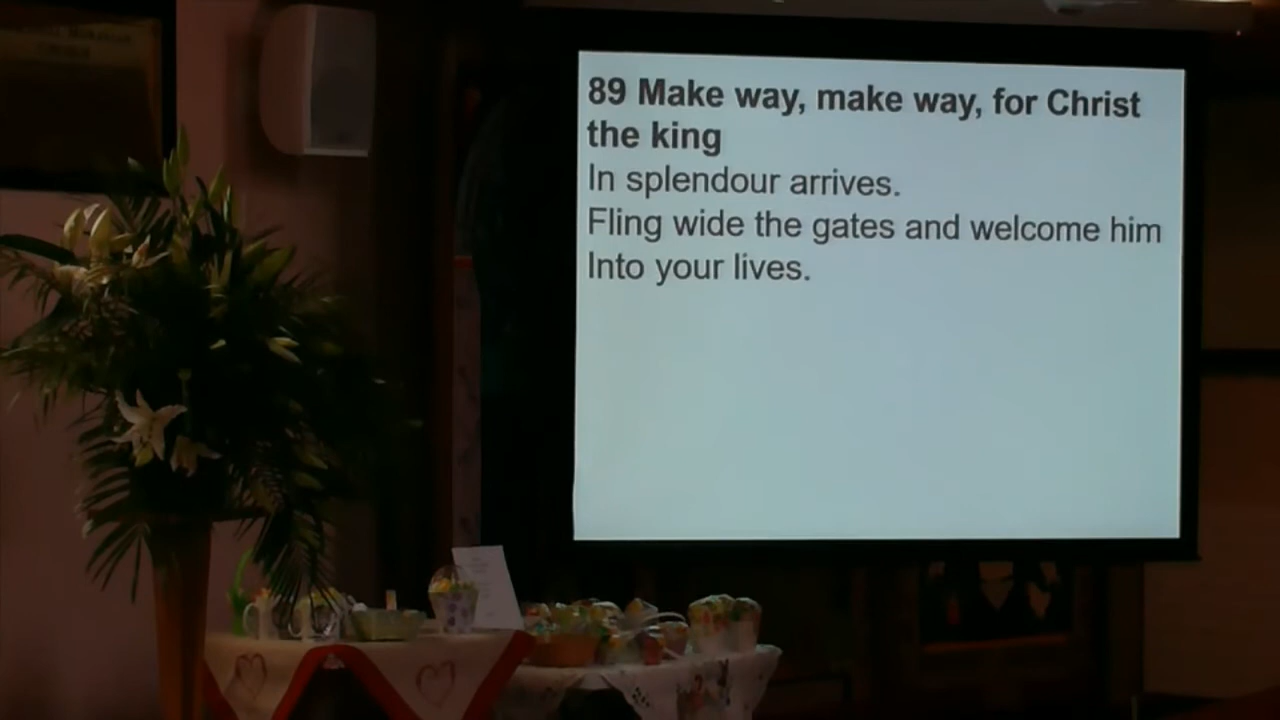 89 Make way, make way, for Christ
the king
In splendour arrives.
Fling wide the gates and welcome him
Into your lives.